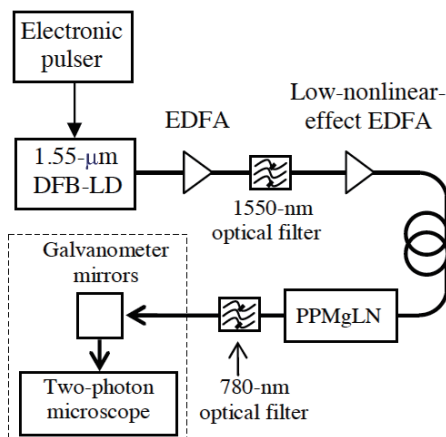 Electronic
pulser
1.55-μm
DFB-LD
EDFA
Low-nonlinear-
effect EDFA
1550-nm
optical filter
Galvanometer
mirrors
PPMgLN
Two-photon
microscope
780-nm
optical filter